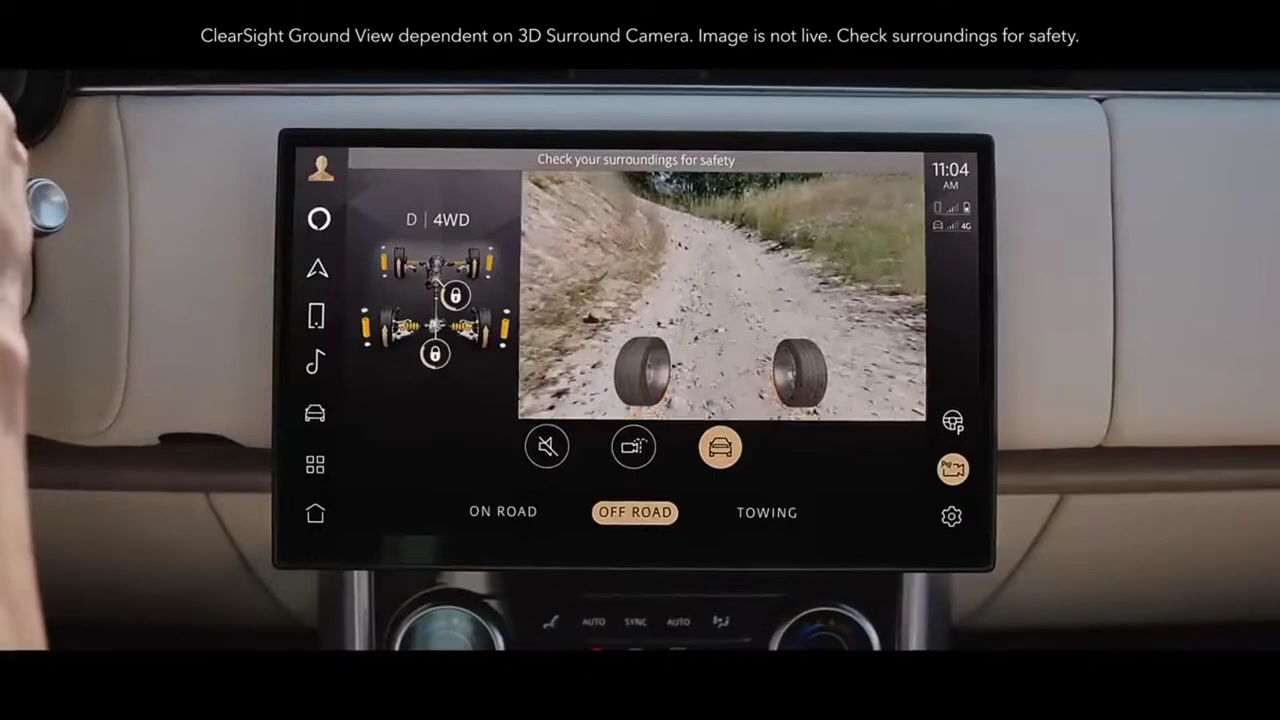 ClearSight Ground View dependent on 3D Surround Camera. Image is not live. Check surroundings for safety.
Check your surroundings for safety
11:04
AM
4G
D | 4WD
ON ROAD
OFF ROAD
TOWING
AUTO
SYNC
AUTO